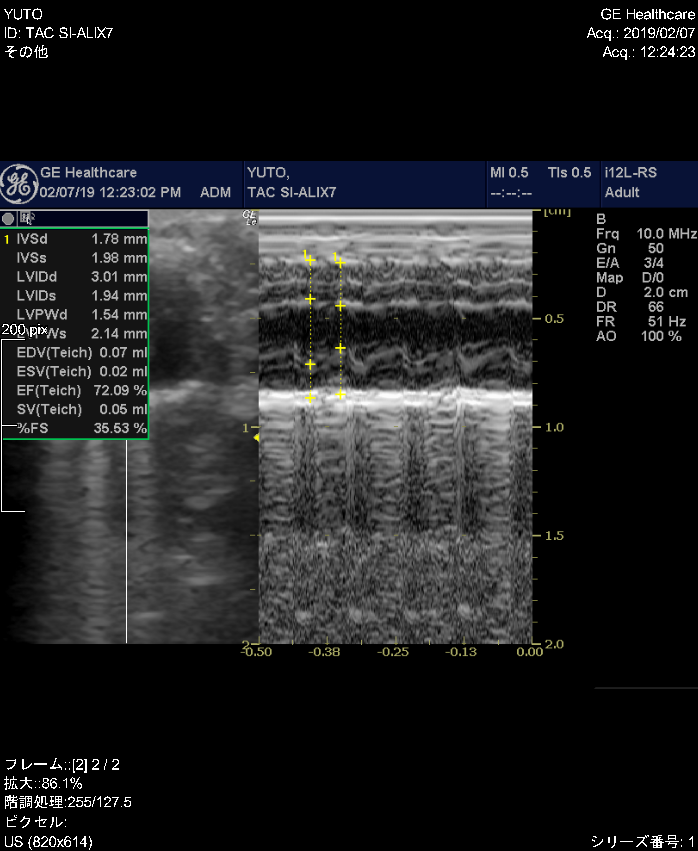 YUTO
ID: TAC SI-ALIX7
その他
GE Healthcare
Acq.: 2019/02/07
Acq.: 12:24:23
GE Healthcare
02/07/19 12:23:02 PM ADM
YUTO,
TAC SI-ALIX7
MI 0.5 TIs 0.5
--:--:--
i12L-RS
Adult
1 IVSd 1.78 mm
IVSs 1.98 mm
LVIDd 3.01 mm
LVIDs 1.94 mm
LVPWd 1.54 mm
200 pix
2.14 mm
EDV(Teich) 0.07 ml
ESV(Teich) 0.02 ml
EF(Teich) 72.09 %
SV(Teich) 0.05 ml
%FS 35.53 %
1 1
0.5
1.0
1.5
2.0
1
2
-0.50 -0.38 -0.25 -0.13 0.00
B
Frq 10.0 MHz
Gn 50
E/A 3/4
Map D/0
D 2.0 cm
DR 66
FR 51 Hz
AO 100 %
フレーム::[2] 2 / 2
拡大::86.1%
階調処理:255/127.5
ピクセル:
US (820x614)
シリーズ番号: 1